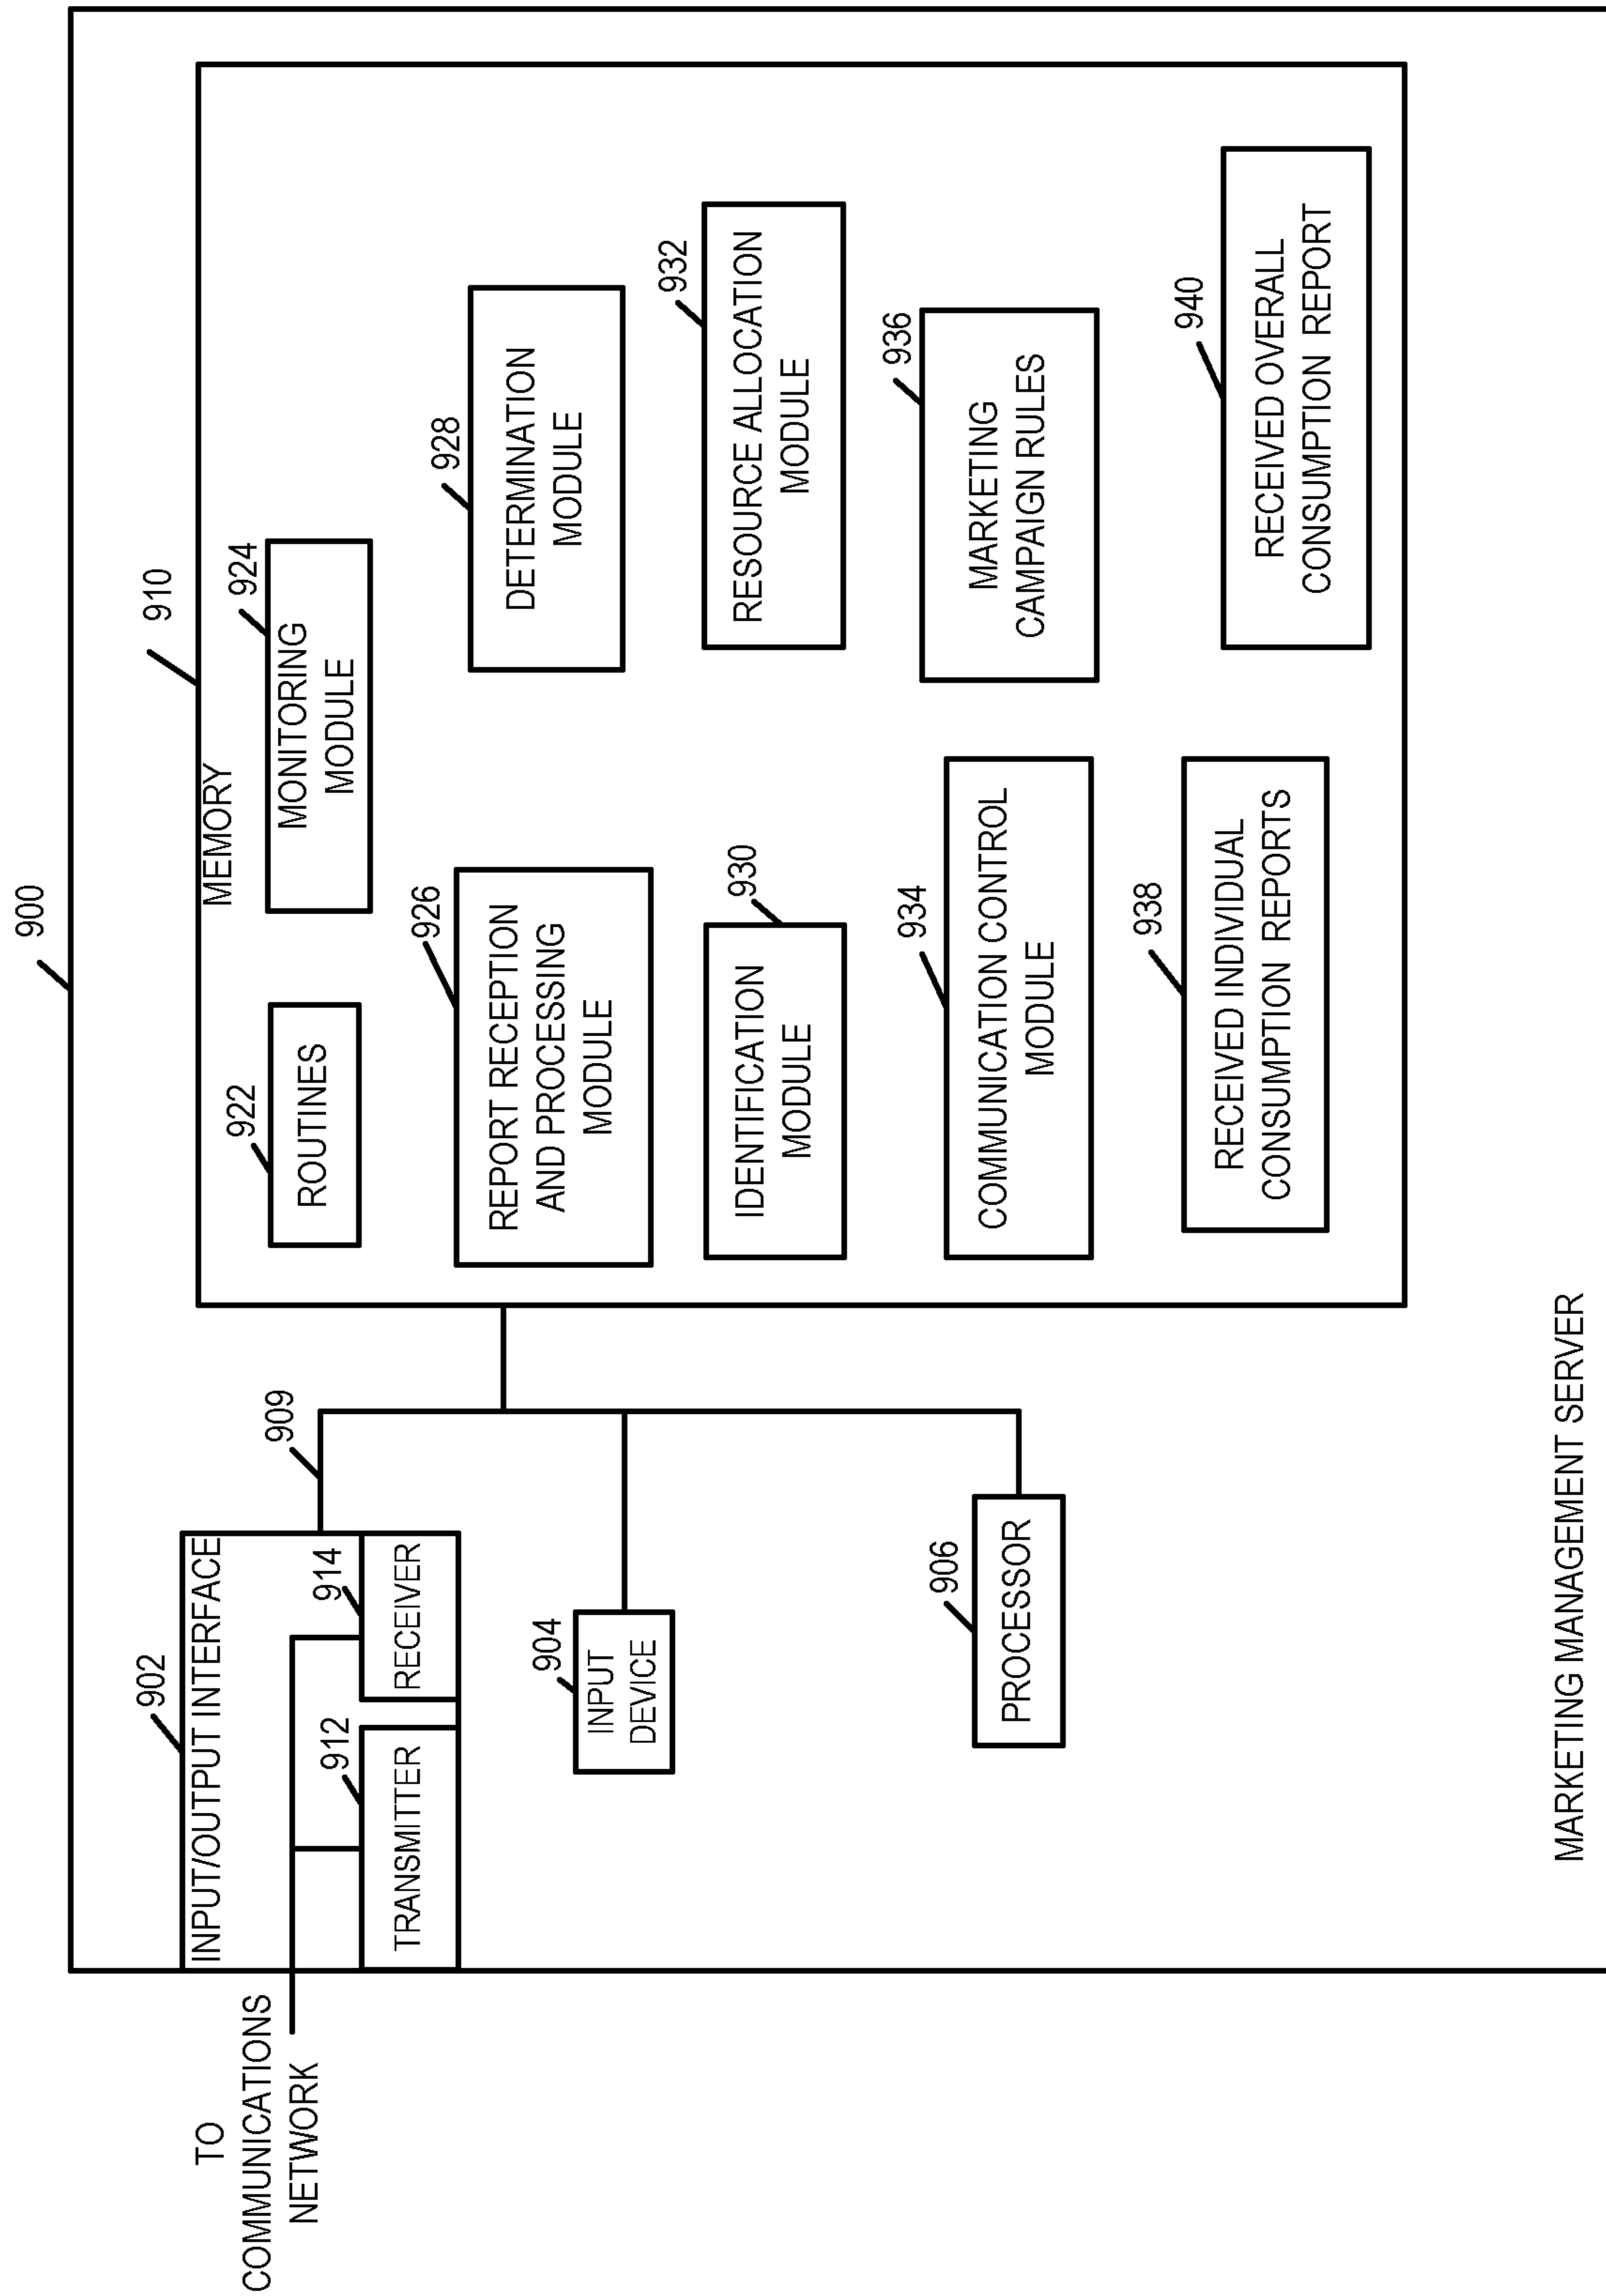 900
TO
COMMUNICATIONS
NETWORK
902
INPUT/OUTPUT INTERFACE
912
TRANSMITTER
914
RECEIVER
909
904
INPUT
DEVICE
906
PROCESSOR
910
MEMORY
922
ROUTINES
924
MONITORING
MODULE
926
REPORT RECEPTION
AND PROCESSING
MODULE
928
DETERMINATION
MODULE
930
IDENTIFICATION
MODULE
932
RESOURCE ALLOCATION
MODULE
934
COMMUNICATION CONTROL
MODULE
936
MARKETING
CAMPAIGN RULES
938
RECEIVED INDIVIDUAL
CONSUMPTION REPORTS
940
RECEIVED OVERALL
CONSUMPTION REPORT
MARKETING MANAGEMENT SERVER